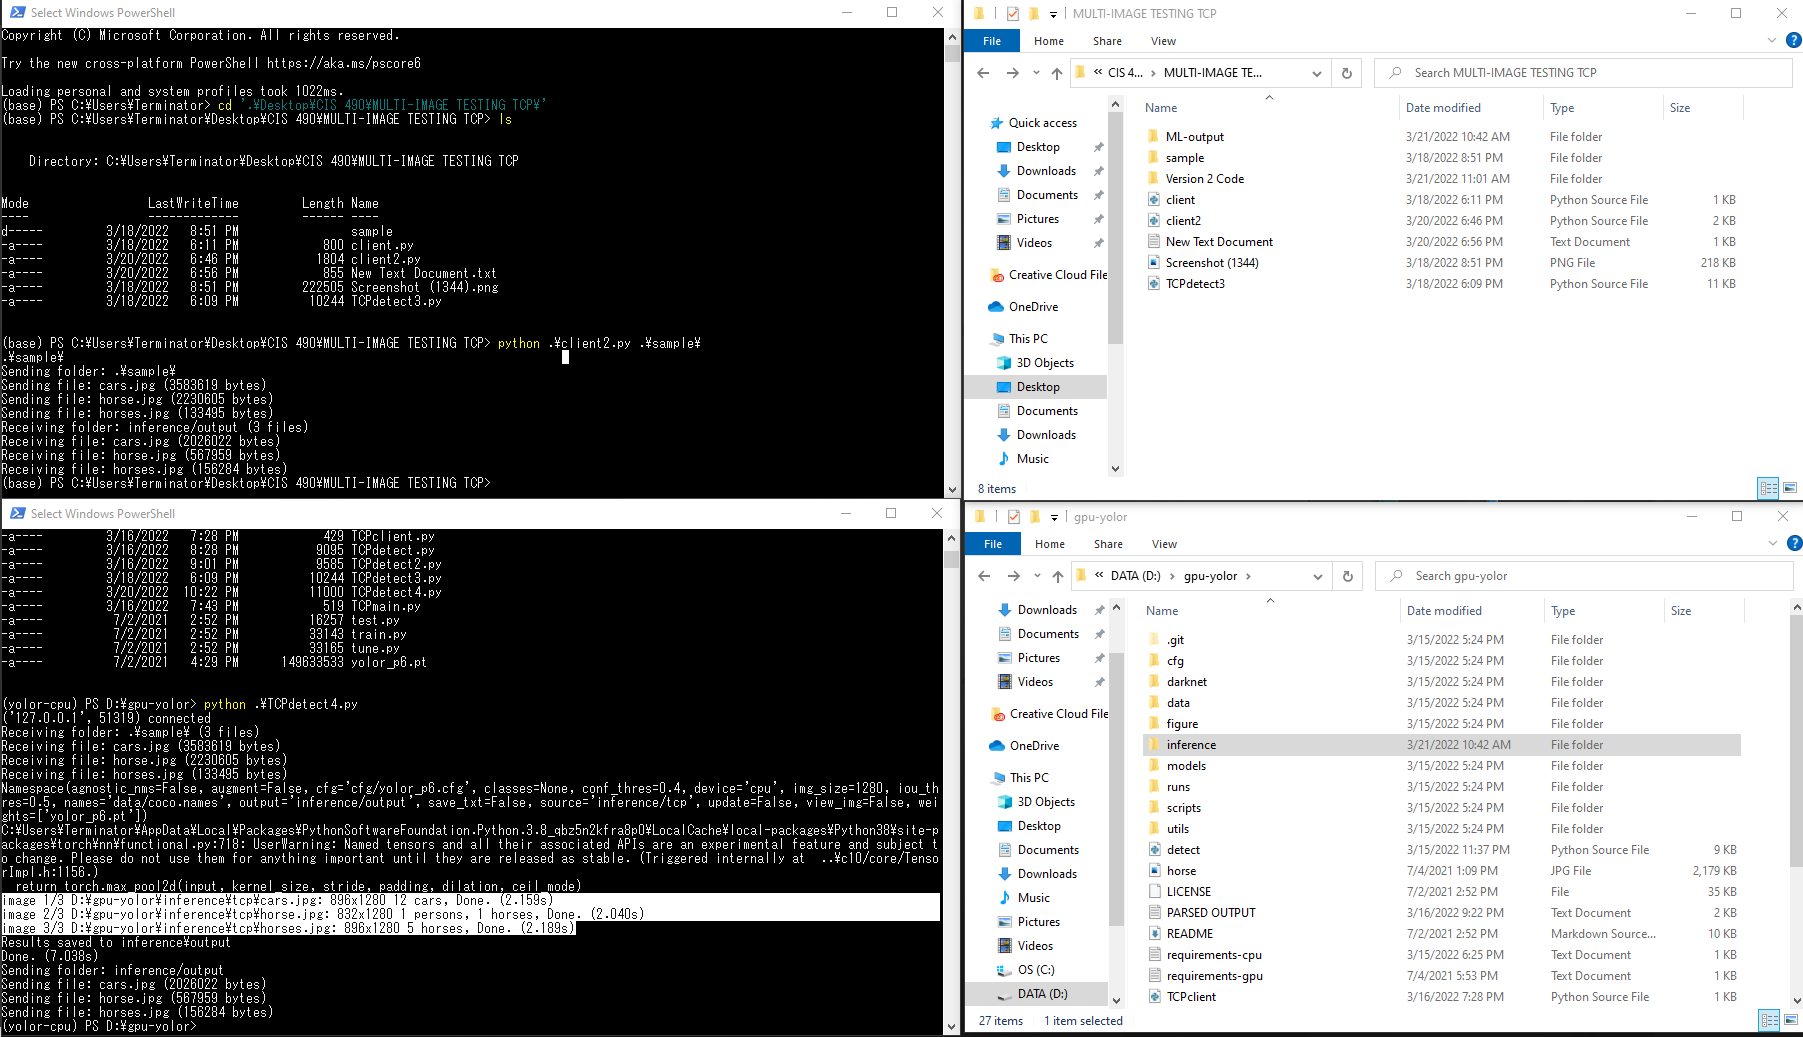 Select Windows PowerShell
Copyright (C) Microsoft Corporation. All rights reserved.
Try the new cross-platform PowerShell https://aka.ms/pscore6
Loading personal and system profiles took 1022ms.
(base) PS C:¥Users¥Terminator> cd '.¥Desktop¥CIS 490¥MULTI-IMAGE TESTING TCP¥'
(base) PS C:¥Users¥Terminator¥Desktop¥CIS 490¥MULTI-IMAGE TESTING TCP> ls
Directory: C:¥Users¥Terminator¥Desktop¥CIS 490¥MULTI-IMAGE TESTING TCP
Mode LastWriteTime Length Name
---- ------------- ------ ----
d----- 3/18/2022 8:51 PM sample
-a---- 3/18/2022 6:11 PM 800 client.py
-a---- 3/20/2022 6:46 PM 1804 client2.py
-a---- 3/20/2022 6:56 PM 855 New Text Document.txt
-a---- 3/18/2022 8:51 PM 222505 Screenshot (1344).png
-a---- 3/18/2022 6:09 PM 10244 TCPdetect3.py
(base) PS C:¥Users¥Terminator¥Desktop¥CIS 490¥MULTI-IMAGE TESTING TCP> python .¥client2.py .¥sample¥
.¥sample¥
Sending folder: .¥sample¥
Sending file: cars.jpg (3583619 bytes)
Sending file: horse.jpg (2230605 bytes)
Sending file: horses.jpg (133495 bytes)
Receiving folder: inference/output (3 files)
Receiving file: cars.jpg (2026022 bytes)
Receiving file: horse.jpg (567959 bytes)
Receiving file: horses.jpg (156284 bytes)
(base) PS C:¥Users¥Terminator¥Desktop¥CIS 490¥MULTI-IMAGE TESTING TCP>
MULTI-IMAGE TESTING TCP
File Home Share View
« CIS 4... › MULTI-IMAGE TE...
Search MULTI-IMAGE TESTING TCP
Quick access
Desktop
Downloads
Documents
Pictures
Videos
Creative Cloud File
OneDrive
This PC
3D Objects
Desktop
Documents
Downloads
Music
Name Date modified Type Size
ML-output 3/21/2022 10:42 AM File folder
sample 3/18/2022 8:51 PM File folder
Version 2 Code 3/21/2022 11:01 AM File folder
client 3/18/2022 6:11 PM Python Source File 1 KB
client2 3/20/2022 6:46 PM Python Source File 2 KB
New Text Document 3/20/2022 6:56 PM Text Document 1 KB
Screenshot (1344) 3/18/2022 8:51 PM PNG File 218 KB
TCPdetect3 3/18/2022 6:09 PM Python Source File 11 KB
8 items
Select Windows PowerShell
-a---- 3/16/2022 7:28 PM 429 TCPclient.py
-a---- 3/16/2022 8:28 PM 9095 TCPdetect.py
-a---- 3/16/2022 9:01 PM 9585 TCPdetect2.py
-a---- 3/18/2022 6:09 PM 10244 TCPdetect3.py
-a---- 3/20/2022 10:22 PM 11000 TCPdetect4.py
-a---- 3/16/2022 7:43 PM 519 TCPmain.py
-a---- 7/2/2021 2:52 PM 16257 test.py
-a---- 7/2/2021 2:52 PM 33143 train.py
-a---- 7/2/2021 2:52 PM 33165 tune.py
-a---- 7/2/2021 4:29 PM 149633533 yolor_p6.pt
(yolor-cpu) PS D:¥gpu-yolor> python .¥TCPdetect4.py
('127.0.0.1', 51319) connected
Receiving folder: .¥sample¥ (3 files)
Receiving file: cars.jpg (3583619 bytes)
Receiving file: horse.jpg (2230605 bytes)
Receiving file: horses.jpg (133495 bytes)
Namespace(agnostic_nms=False, augment=False, cfg='cfg/yolor_p6.cfg', classes=None, conf_thres=0.4, device='cpu', img_size=1280, iou_th
res=0.5, names='data/coco.names', output='inference/output', save_txt=False, source='inference/tcp', update=False, view_img=False, wei
ghts=['yolor_p6.pt'])
C:¥Users¥Terminator¥AppData¥Local¥Packages¥PythonSoftwareFoundation.Python.3.8_qbz5n2kfra8p0¥LocalCache¥local-packages¥Python38¥site-p
ackages¥torch¥nn¥functional.py:718: UserWarning: Named tensors and all their associated APIs are an experimental feature and subject t
o change. Please do not use them for anything important until they are released as stable. (Triggered internally at  ..¥c10/core/Tenso
rImpl.h:1156.)
return torch.max_pool2d(input, kernel_size, stride, padding, dilation, ceil_mode)
image 1/3 D:¥gpu-yolor¥inference¥tcp¥cars.jpg: 896x1280 12 cars, Done. (2.159s)
image 2/3 D:¥gpu-yolor¥inference¥tcp¥horse.jpg: 832x1280 1 persons, 1 horses, Done. (2.040s)
image 3/3 D:¥gpu-yolor¥inference¥tcp¥horses.jpg: 896x1280 5 horses, Done. (2.189s)
Results saved to inference¥output
Done. (7.038s)
Sending folder: inference/output
Sending file: cars.jpg (2026022 bytes)
Sending file: horse.jpg (567959 bytes)
Sending file: horses.jpg (156284 bytes)
(yolor-cpu) PS D:¥gpu-yolor>
gpu-yolor
File Home Share View
« DATA (D:) › gpu-yolor ›
Search gpu-yolor
Downloads
Documents
Pictures
Videos
Creative Cloud File
OneDrive
This PC
3D Objects
Desktop
Documents
Downloads
Music
Pictures
Videos
OS (C:)
DATA (D:)
Name Date modified Type Size
.git 3/15/2022 5:24 PM File folder
cfg 3/15/2022 5:24 PM File folder
darknet 3/15/2022 5:24 PM File folder
data 3/15/2022 5:24 PM File folder
figure 3/15/2022 5:24 PM File folder
inference 3/21/2022 10:42 AM File folder
models 3/15/2022 5:24 PM File folder
runs 3/15/2022 5:24 PM File folder
scripts 3/15/2022 5:24 PM File folder
utils 3/15/2022 5:24 PM File folder
detect 3/15/2022 11:37 PM Python Source File 9 KB
horse 7/4/2021 1:09 PM JPG File 2,179 KB
LICENSE 7/2/2021 2:52 PM File 35 KB
PARSED OUTPUT 3/16/2022 9:22 PM Text Document 2 KB
README 7/2/2021 2:52 PM Markdown Source... 10 KB
requirements-cpu 3/15/2022 6:25 PM Text Document 1 KB
requirements-gpu 7/4/2021 5:53 PM Text Document 1 KB
TCPclient 3/16/2022 7:28 PM Python Source File 1 KB
27 items 1 item selected